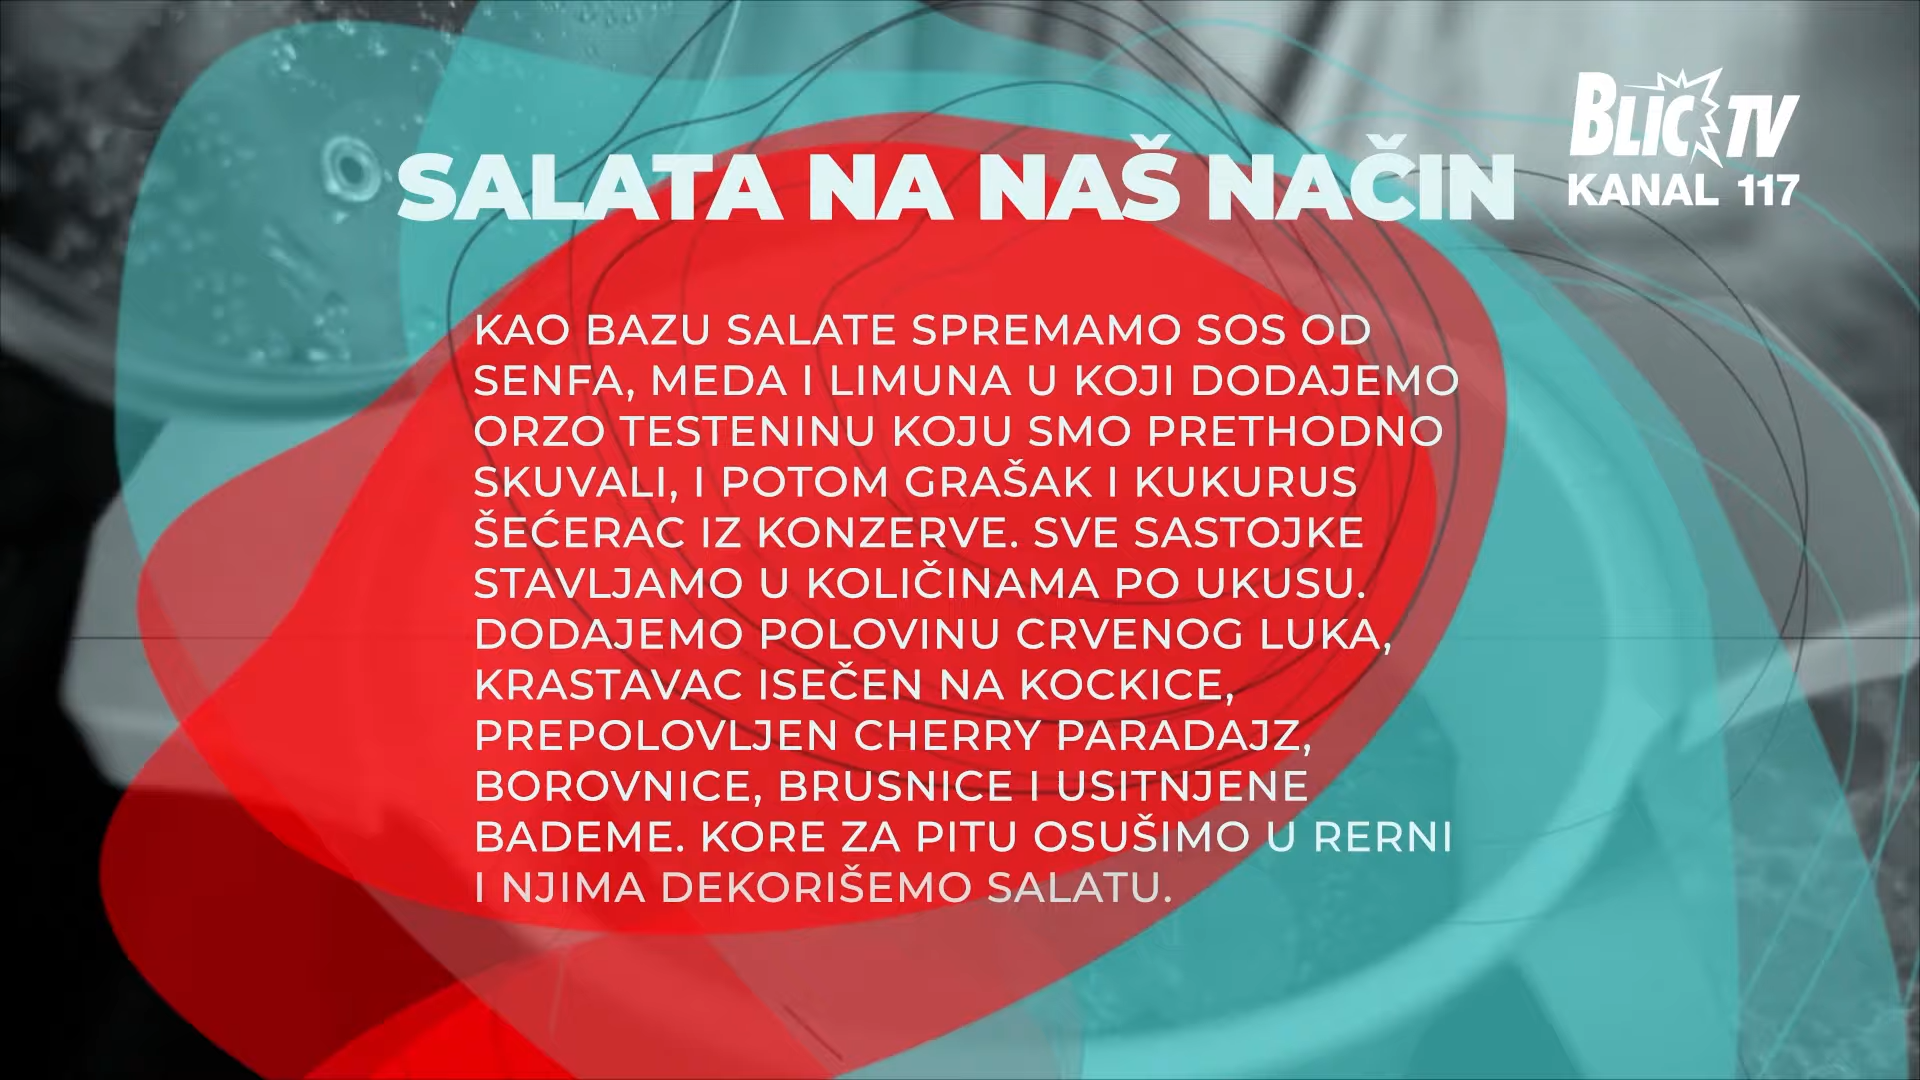 BLIC TV
KANAL 117
SALATA NA NAŠ NAČIN
KAO BAZU SALATE SPREMAMO SOS OD
SENFA, MEDA I LIMUNA U KOJI DODAJEMO
ORZO TESTENINU KOJU SMO PRETHODNO
SKUVALI, I POTOM GRAŠAK I KUKURUS
ŠEĆERAC IZ KONZERVE. SVE SASTOJKE
STAVLJAMO U KOLIČINAMA PO UKUSU.
DODAJEMO POLOVINU CRVENOG LUKA,
KRASTAVAC ISEČEN NA KOCKICE,
PREPOLOVLJEN CHERRY PARADAJZ,
BOROVNICE, BRUSNICE I USITNJENE
BADEME. KORE ZA PITU OSUŠIMO U RERNI
I NJIMA DEKORIŠEMO SALATU.